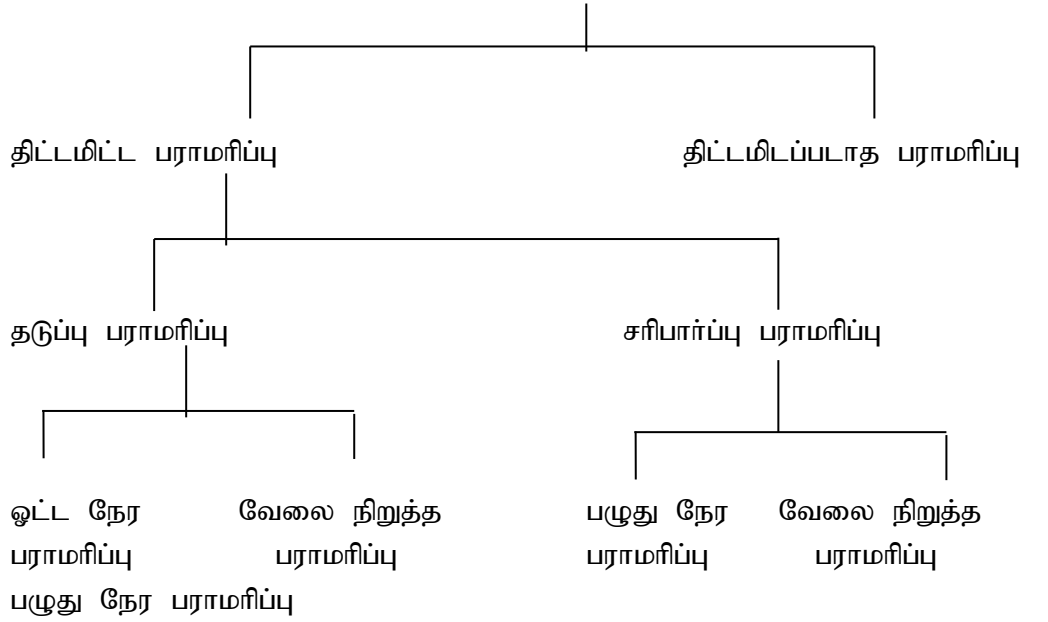 திட்டமிட்ட பராமரிப்பு திட்டமிடப்படாத பராமரிப்பு
தடுப்பு பராமரிப்பு சரிபார்ப்பு பராமரிப்பு
ஓட்ட நேர வேலை நிறுத்த பழுது நேர வேலை நிறுத்த
பராமரிப்பு பராமரிப்பு பராமரிப்பு பராமரிப்பு
பழுது நேர பராமரிப்பு